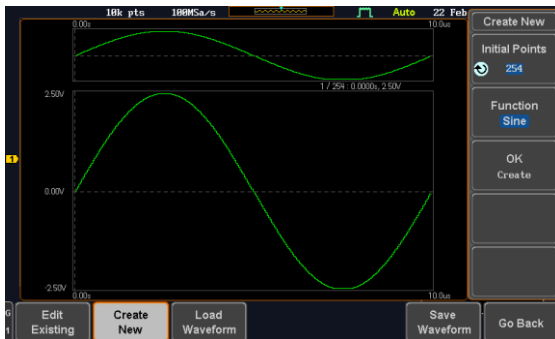 10k pts 100MSa/s Auto 22 Feb
0.00s 10.0us
1 / 254 : 0.0000s, 2.50V
2.50V
1
0.00V
-2.50V
0.00s 10.0us
Create New
Initial Points
254
Function
Sine
OK
Create
G
1
Edit
Existing
Create
New
Load
Waveform
Save
Waveform
Go Back